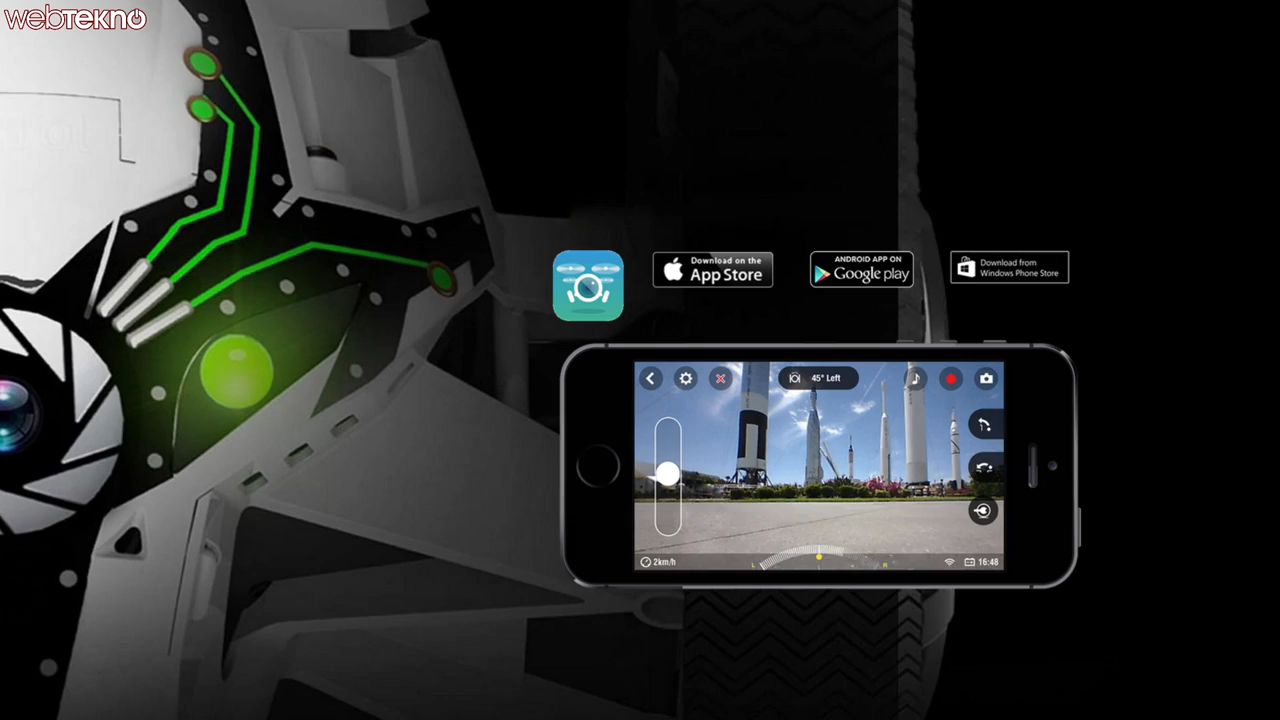 webtekno
Download on the
App Store
ANDROID APP ON
Google play
Download from
Windows Phone Store
45° Left
2km/h
L
R
16:48